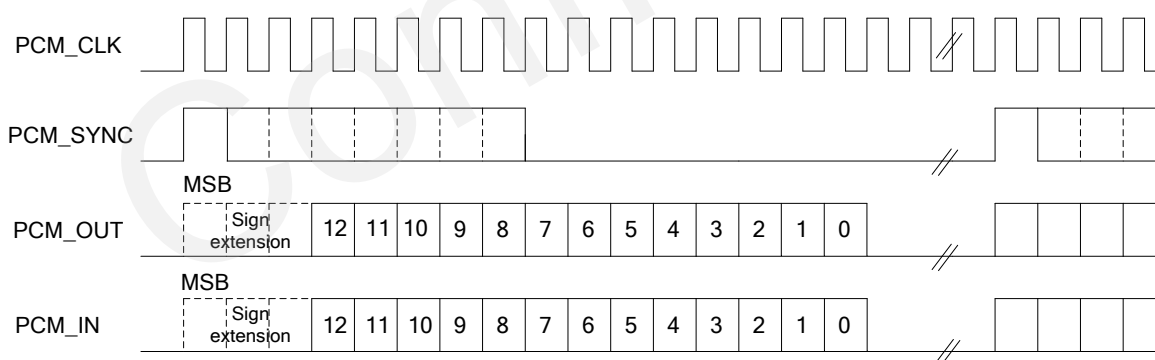 PCM_CLK
PCM_SYNC
MSB
PCM_OUT
Sign
extension
12 11 10 9 8 7 6 5 4 3 2 1 0
MSB
PCM_IN
Sign
extension
12 11 10 9 8 7 6 5 4 3 2 1 0